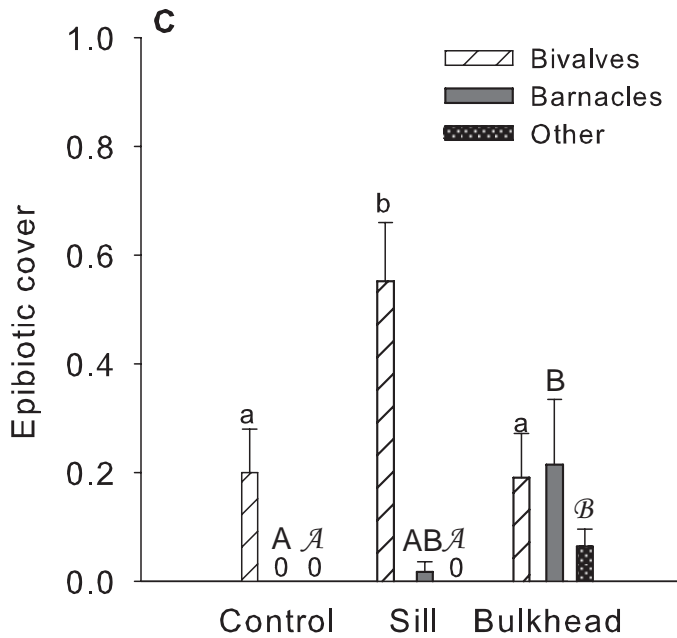 C
1.0
Bivalves
Barnacles
0.8
Other
b
0.6
Epibiotic cover
0.4
a
a
B
0.2
A 𝒜
AB 𝒜
ℬ
0 0
0
0.0
Control Sill Bulkhead